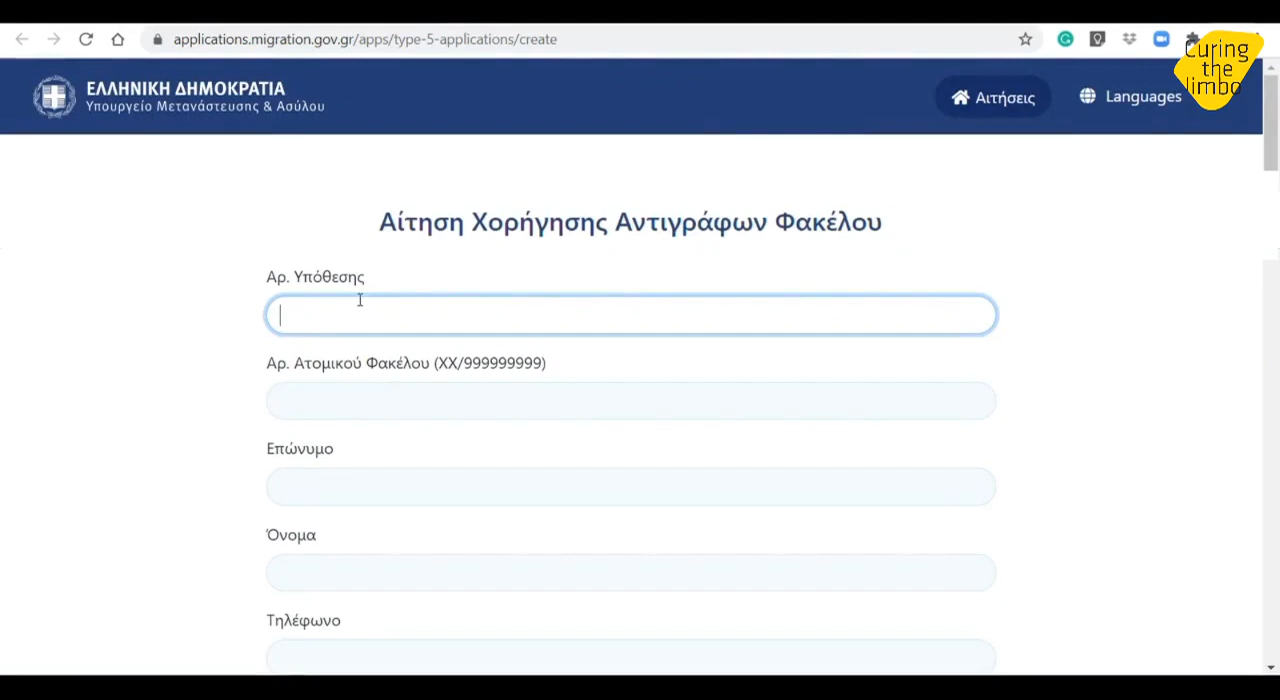 applications.migration.gov.gr/apps/type-5-applications/create
Curing
the
limbo
ΕΛΛΗΝΙΚΗ ΔΗΜΟΚΡΑΤΙΑ
Υπουργείο Μετανάστευσης & Ασύλου
Αιτήσεις
Languages
Αίτηση Χορήγησης Αντιγράφων Φακέλου
Αρ. Υπόθεσης
Αρ. Ατομικού Φακέλου (ΧΧ/999999999)
Επώνυμο
Όνομα
Τηλέφωνο